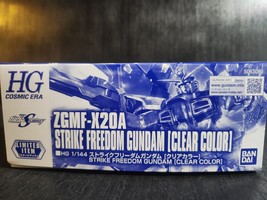 HG
COSMIC ERA
ZGMF-X20A
STRIKE FREEDOM GUNDAM [CLEAR COLOR]
■HG 1/144 ストライクフリーダムガンダム [クリアカラー]
STRIKE FREEDOM GUNDAM [CLEAR COLOR]
LIMITED
ITEM
BAN
DAI